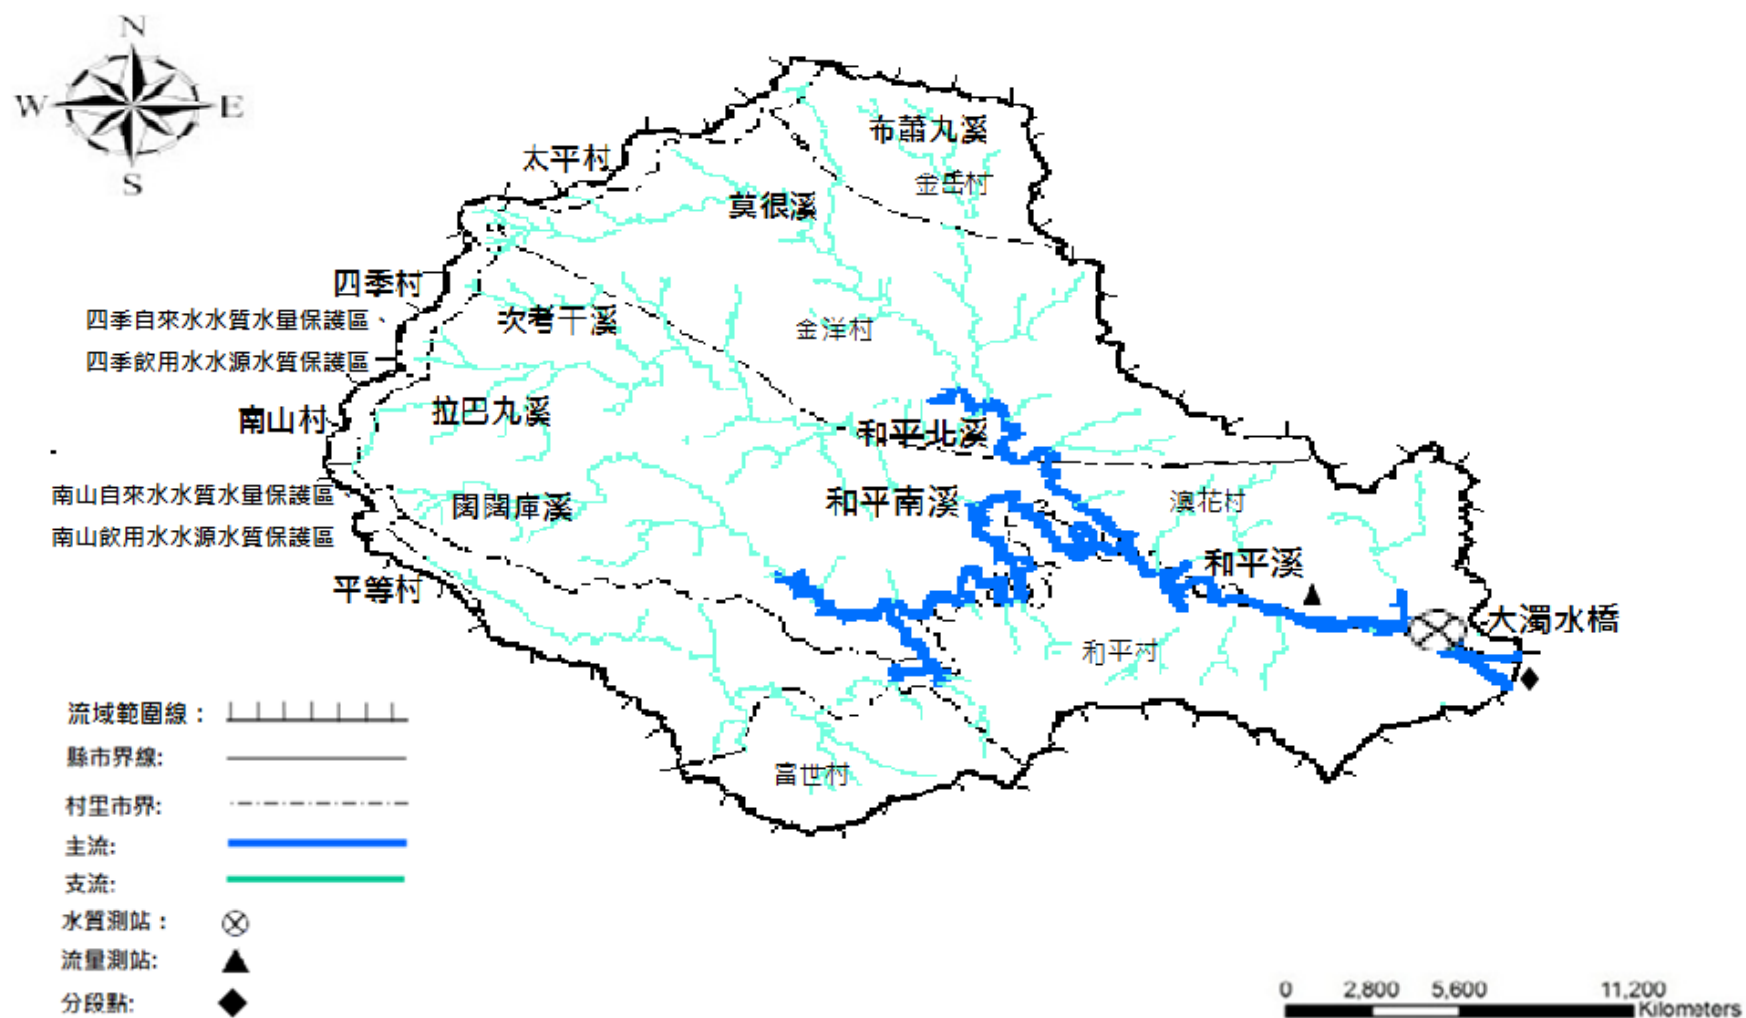 N
W E
S
布蕭丸溪
太平村
金岳村
莫很溪
四季村
四季自來水水質水量保護區、
次考干溪
金洋村
四季飲用水水源水質保護區
南山村
拉巴丸溪
和平北溪
南山自來水水質水量保護區、
闊闊庫溪
和平南溪
澳花村
南山飲用水水源水質保護區
和平溪
平等村
大濁水橋
和平村
富世村
流域範圍線：
縣市界線:
村里市界:
主流:
支流:
水質測站：
流量測站:
分段點:
0 2,800 5,600 11,200
Kilometers